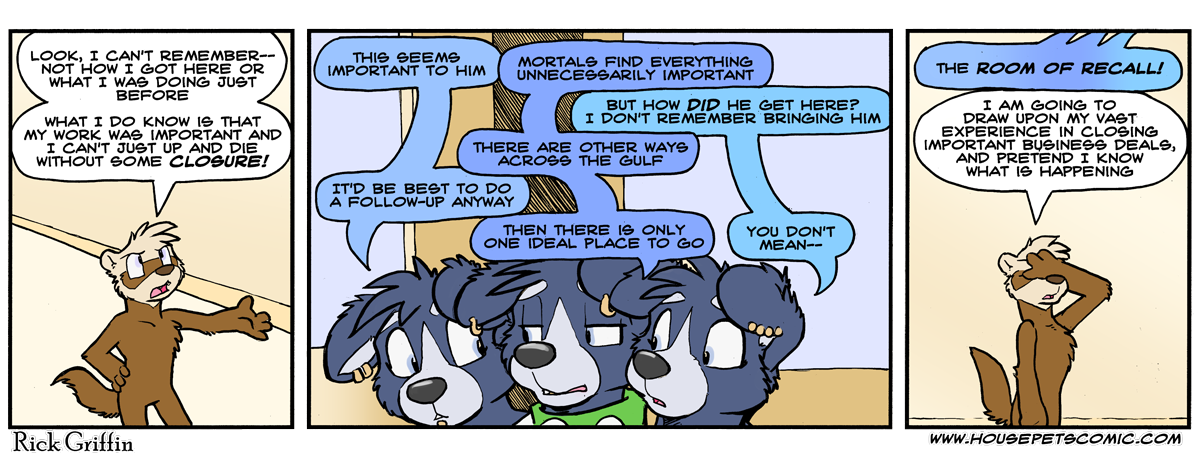 LOOK, I CAN'T REMEMBER--
NOT HOW I GOT HERE OR
WHAT I WAS DOING JUST
BEFORE
WHAT I DO KNOW IS THAT
MY WORK WAS IMPORTANT AND
I CAN'T JUST UP AND DIE
WITHOUT SOME CLOSURE!
THIS SEEMS
IMPORTANT TO HIM
MORTALS FIND EVERYTHING
UNNECESSARILY IMPORTANT
BUT HOW DID HE GET HERE?
I DON'T REMEMBER BRINGING HIM
THERE ARE OTHER WAYS
ACROSS THE GULF
IT'D BE BEST TO DO
A FOLLOW-UP ANYWAY
THEN THERE IS ONLY
ONE IDEAL PLACE TO GO
YOU DON'T
MEAN--
THE ROOM OF RECALL!
I AM GOING TO
DRAW UPON MY VAST
EXPERIENCE IN CLOSING
IMPORTANT BUSINESS DEALS,
AND PRETEND I KNOW
WHAT IS HAPPENING
Rick Griffin
WWW.HOUSEPETSCOMIC.COM